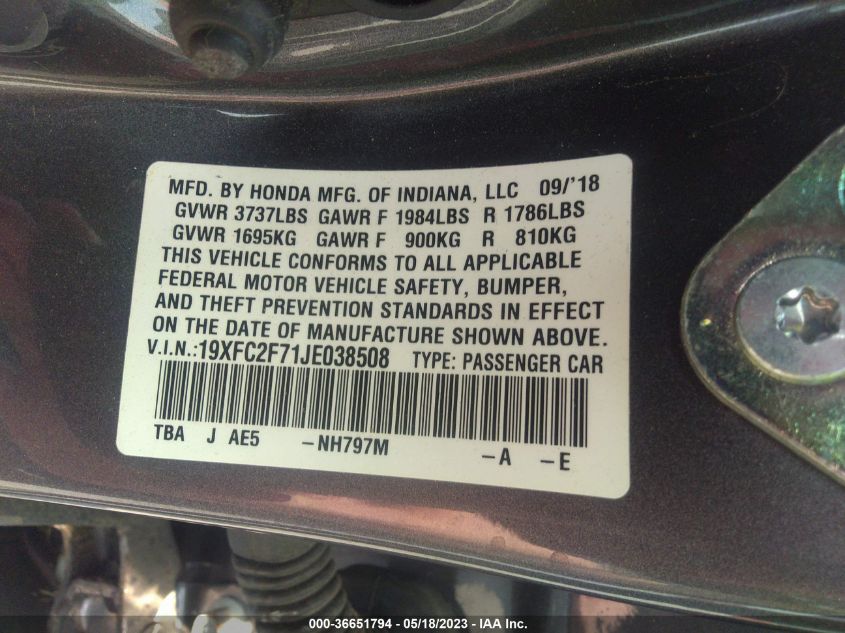 MFD. BY HONDA MFG. OF INDIANA, LLC 09/'18
GVWR 3737LBS GAWR F 1984LBS R 1786LBS
GVWR 1695KG GAWR F 900KG R 810KG
THIS VEHICLE CONFORMS TO ALL APPLICABLE
FEDERAL MOTOR VEHICLE SAFETY, BUMPER,
AND THEFT PREVENTION STANDARDS IN EFFECT
ON THE DATE OF MANUFACTURE SHOWN ABOVE.
V.I.N.:19XFC2F71JE038508 TYPE: PASSENGER CAR
TBA J AE5 –NH797M –A –E
000-36651794 / 05/18/2023 - IAA Inc.